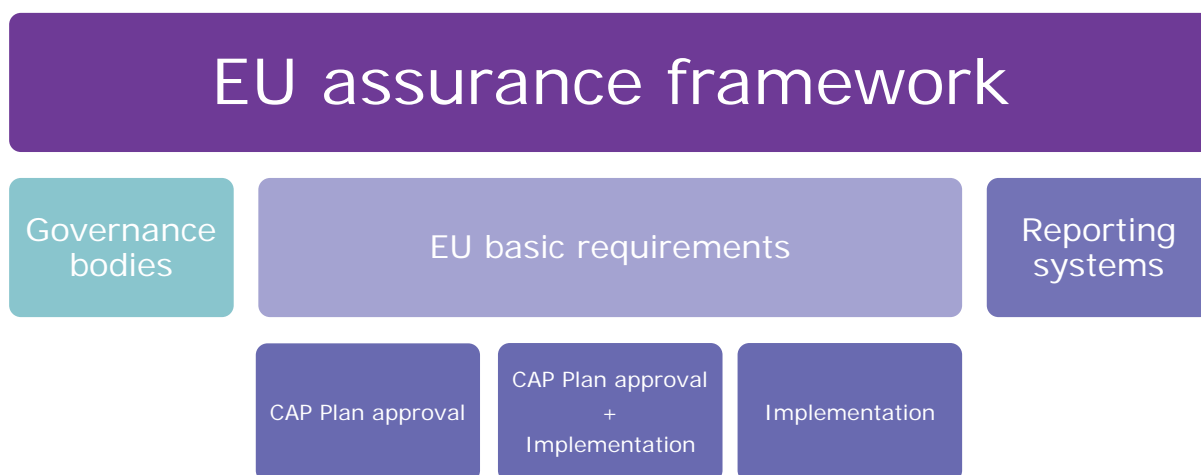 EU assurance framework
Governance
bodies
EU basic requirements
Reporting
systems
CAP Plan approval
CAP Plan approval
+
Implementation
Implementation